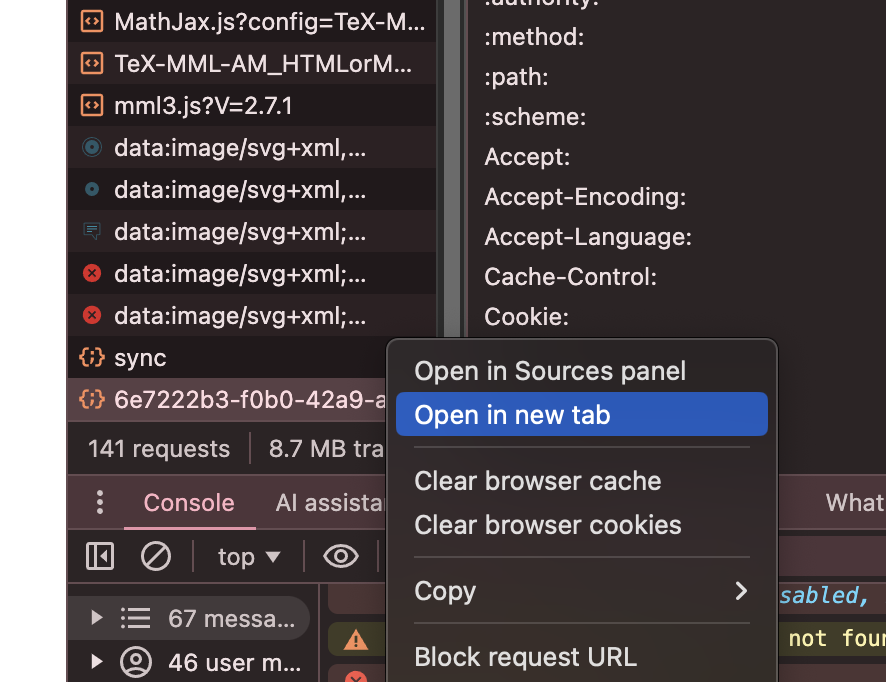 MathJax.js?config=TeX-M...
TeX-MML-AM_HTMLorM...
mml3.js?V=2.7.1
data:image/svg+xml,...
data:image/svg+xml,...
data:image/svg+xml;...
data:image/svg+xml;...
data:image/svg+xml;...
sync
6e7222b3-f0b0-42a9-a
141 requests
8.7 MB tra
:authority:
:method:
:path:
:scheme:
Accept:
Accept-Encoding:
Accept-Language:
Cache-Control:
Cookie:
Open in Sources panel
Open in new tab
Clear browser cache
Clear browser cookies
Copy
Block request URL
Console
AI assista
What
top
67 messa...
46 user m...
sabled,
not foun